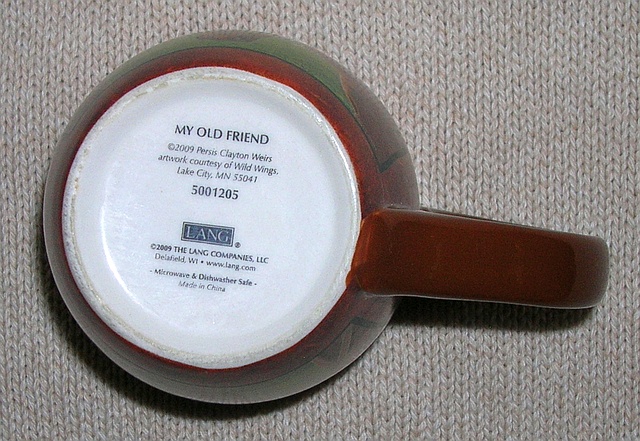 MY OLD FRIEND
©2009 Persis Clayton Weirs
artwork courtesy of Wild Wings,
Lake City, MN 55041
5001205
LANG®
©2009 THE LANG COMPANIES, LLC
Delafield, WI • www.lang.com
- Microwave & Dishwasher Safe -
Made in China